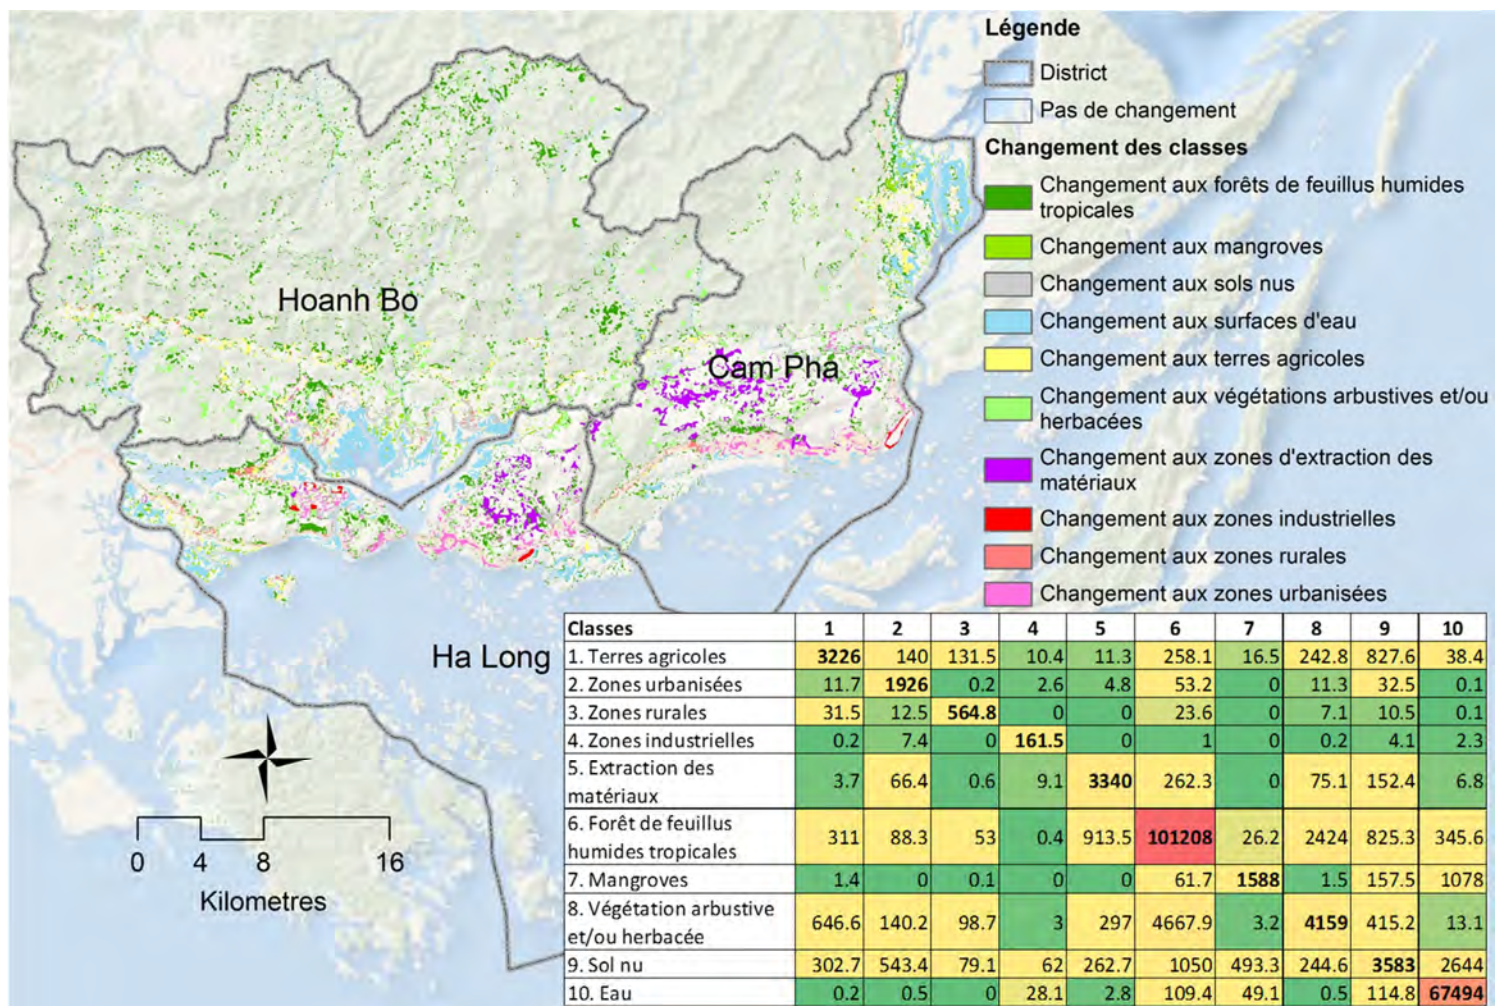 Légende
District
Pas de changement
Changement des classes
Changement aux forêts de feuillus humides
tropicales
Changement aux mangroves
Changement aux sols nus
Changement aux surfaces d'eau
Changement aux terres agricoles
Changement aux végétations arbustives et/ou
herbacées
Changement aux zones d'extraction des
matériaux
Changement aux zones industrielles
Changement aux zones rurales
Changement aux zones urbanisées
Hoanh Bo
Cam Pha
Ha Long
0 4 8 16
Kilometres
Classes 1 2 3 4 5 6 7 8 9 10
1. Terres agricoles 3226 140 131.5 10.4 11.3 258.1 16.5 242.8 827.6 38.4
2. Zones urbanisées 11.7 1926 0.2 2.6 4.8 53.2 0 11.3 32.5 0.1
3. Zones rurales 31.5 12.5 564.8 0 0 23.6 0 7.1 10.5 0.1
4. Zones industrielles 0.2 7.4 0 161.5 0 1 0 0.2 4.1 2.3
5. Extraction des
matériaux 3.7 66.4 0.6 9.1 3340 262.3 0 75.1 152.4 6.8
6. Forêt de feuillus
humides tropicales 311 88.3 53 0.4 913.5 101208 26.2 2424 825.3 345.6
7. Mangroves 1.4 0 0.1 0 0 61.7 1588 1.5 157.5 1078
8. Végétation arbustive
et/ou herbacée 646.6 140.2 98.7 3 297 4667.9 3.2 4159 415.2 13.1
9. Sol nu 302.7 543.4 79.1 62 262.7 1050 493.3 244.6 3583 2644
10. Eau 0.2 0.5 0 28.1 2.8 109.4 49.1 0.5 114.8 67494